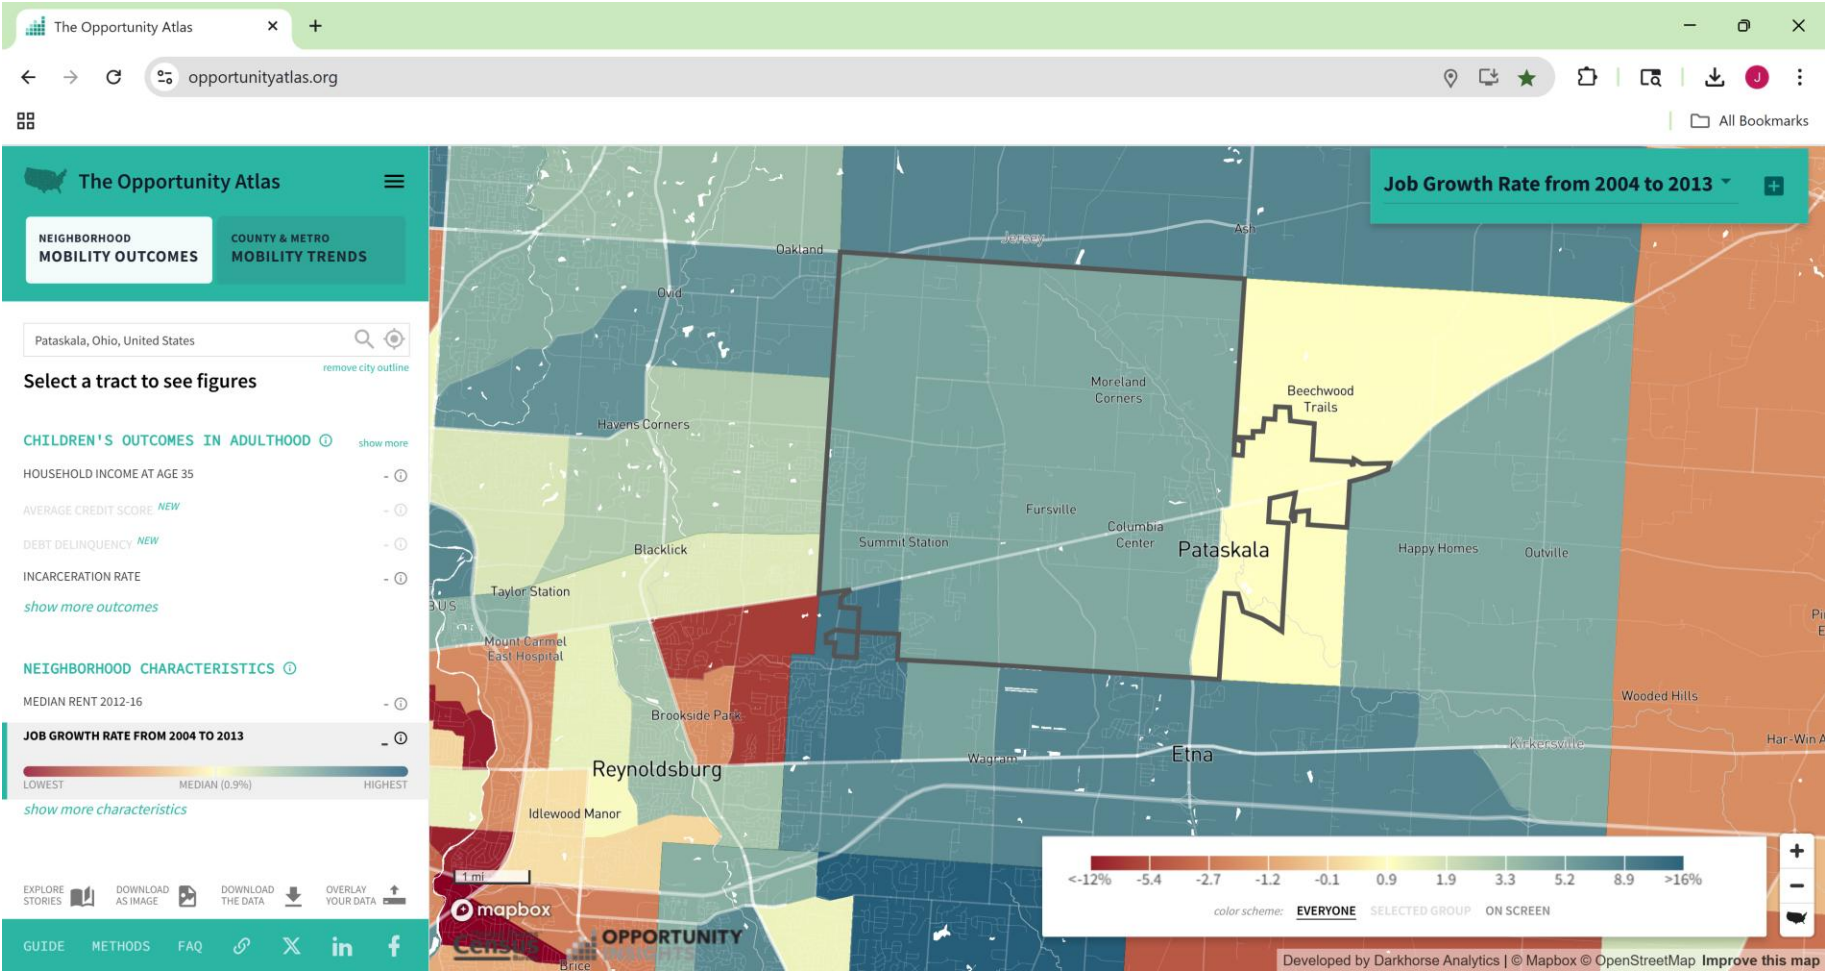 The Opportunity Atlas
opportunityatlas.org
J
All Bookmarks
The Opportunity Atlas
NEIGHBORHOOD
MOBILITY OUTCOMES
COUNTY & METRO
MOBILITY TRENDS
Pataskala, Ohio, United States
remove city outline
Select a tract to see figures
CHILDREN'S OUTCOMES IN ADULTHOOD
show more
HOUSEHOLD INCOME AT AGE 35 -
AVERAGE CREDIT SCORE NEW -
DEBT DELINQUENCY NEW -
INCARCERATION RATE -
show more outcomes
NEIGHBORHOOD CHARACTERISTICS
MEDIAN RENT 2012-16 -
JOB GROWTH RATE FROM 2004 TO 2013 -
LOWEST MEDIAN (0.9%) HIGHEST
show more characteristics
EXPLORE
STORIES
DOWNLOAD
AS IMAGE
DOWNLOAD
THE DATA
OVERLAY
YOUR DATA
GUIDE METHODS FAQ
Job Growth Rate from 2004 to 2013
Ash
Jersey
Oakland
Ovid
Moreland
Corners
Beechwood
Trails
Havens Corners
Fursville
Columbia
Center
Summit Station
Pataskala
Happy Homes
Outville
Blacklick
Taylor Station
BUS
Mount Carmel
East Hospital
Wooded Hills
Brookside Park
Kirkersville
Har-Win A
Wagram
Etna
Reynoldsburg
Idlewood Manor
1 mi
mapbox
Census
OPPORTUNITY
INSIGHTS
Brice
<-12% -5.4 -2.7 -1.2 -0.1 0.9 1.9 3.3 5.2 8.9 >16%
color scheme: EVERYONE SELECTED GROUP ON SCREEN
Developed by Darkhorse Analytics | © Mapbox © OpenStreetMap Improve this map